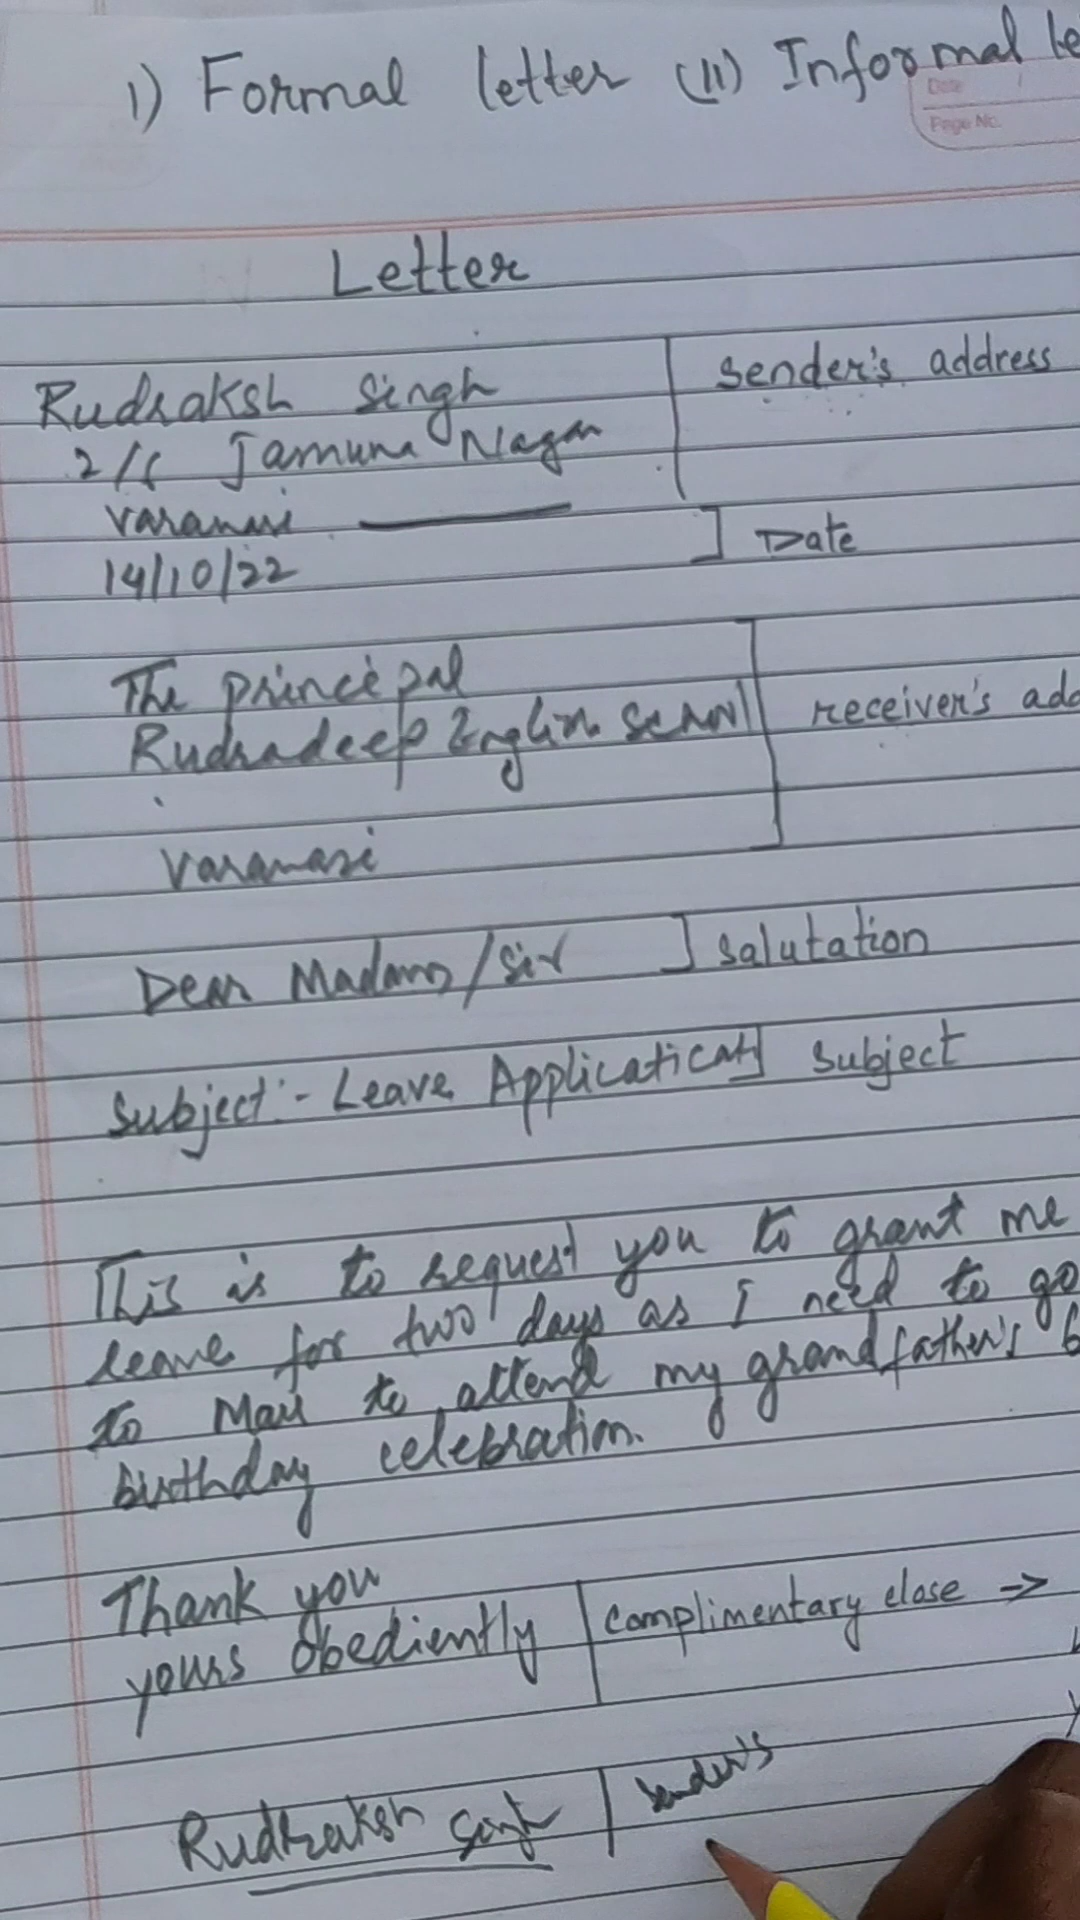 1) Formal letter (11) Informal le
Date
Page No.
Letter
Rudraksh Singh sender's address
2/ Jamuna Nagar
varanasi
14/10/22 Date
The principal
Rudradeep English School receiver's add
varanasi
Dear Madam/Sir salutation
Subject:- Leave Application subject
This is to request you to grant me
leave for two days as I need to go
to Mau to attend my grandfather's b
birthday celebration.
Thank you
yours obediently complimentary close →
Rudraksh Singh sender's